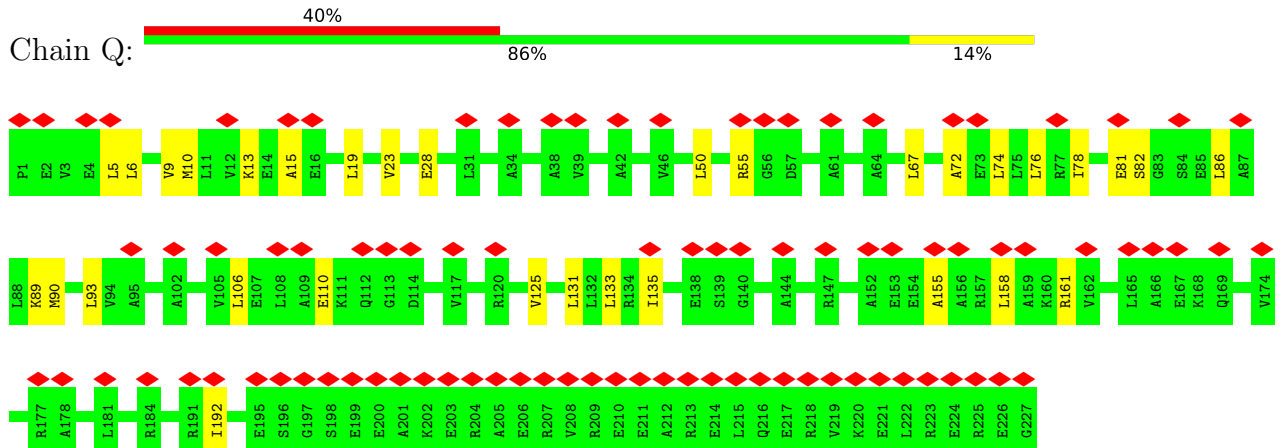 40%
Chain Q:
86% 14%
P1 E2 V3 E4 L5 L6 V9 M10 L11 V12 K13 E14 A15 E16 L19 V23 E28 L31 A34 A38 V39 A42 V46 L50 R55 G56 D57 A61 A64 L67 A72 E73 L74 L75 L76 R77 I78 E81 S82 G83 S84 E85 L86 A87
L88 K89 M90 L93 V94 A95 A102 V105 L106 E107 L108 A109 E110 K111 Q112 G113 D114 V117 R120 V125 L131 L132 L133 R134 I135 E138 S139 G140 A144 R147 A152 E153 E154 A155 A156 R157 L158 A159 K160 R161 V162 L165 A166 E167 K168 Q169 V174
R177 A178 L181 R184 R191 I192 E195 S196 G197 S198 E199 E200 A201 K202 E203 R204 A205 E206 R207 V208 R209 E210 E211 A212 R213 E214 L215 Q216 E217 R218 V219 K220 E221 L222 R223 E224 R225 E226 G227